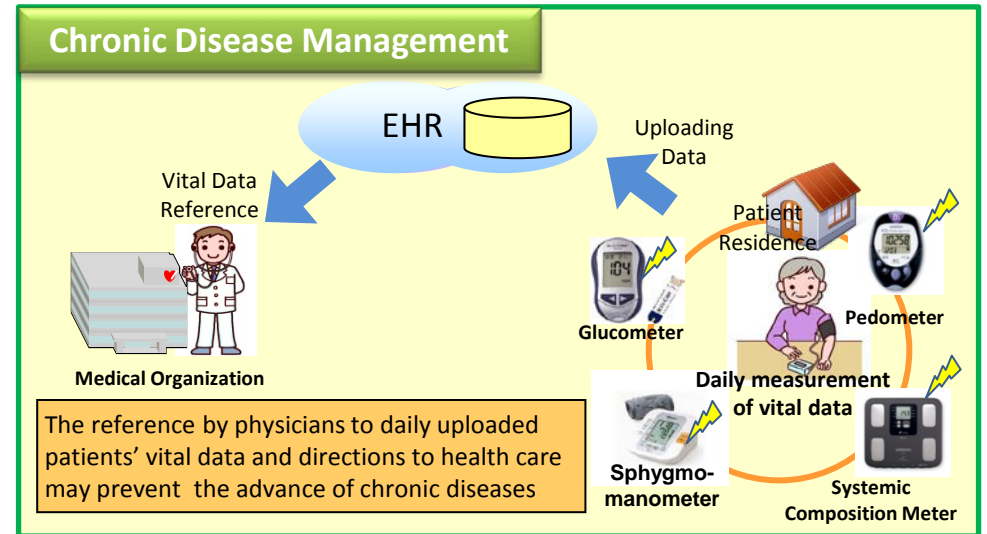 Chronic Disease Management
EHR
Uploading
Data
Vital Data
Reference
Patient
Residence
10258
104
Glucometer
Pedometer
Medical Organization
Daily measurement
of vital data
The reference by physicians to daily uploaded
patients’ vital data and directions to health care
may prevent  the advance of chronic diseases
Sphygmo-
manometer
Systemic
Composition Meter